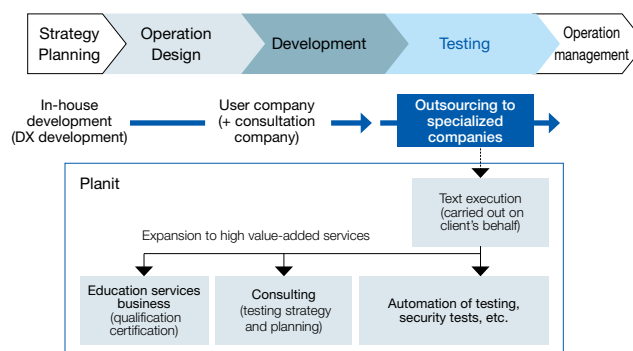 Strategy
Planning
Operation
Design
Development
Testing
Operation
management
In-house
development
(DX development)
User company
(+ consultation
company)
Outsourcing to
specialized
companies
Planit
Text execution
(carried out on
client's behalf)
Expansion to high value-added services
Education services
business
(qualification
certification)
Consulting
(testing strategy
and planning)
Automation of testing,
security tests, etc.